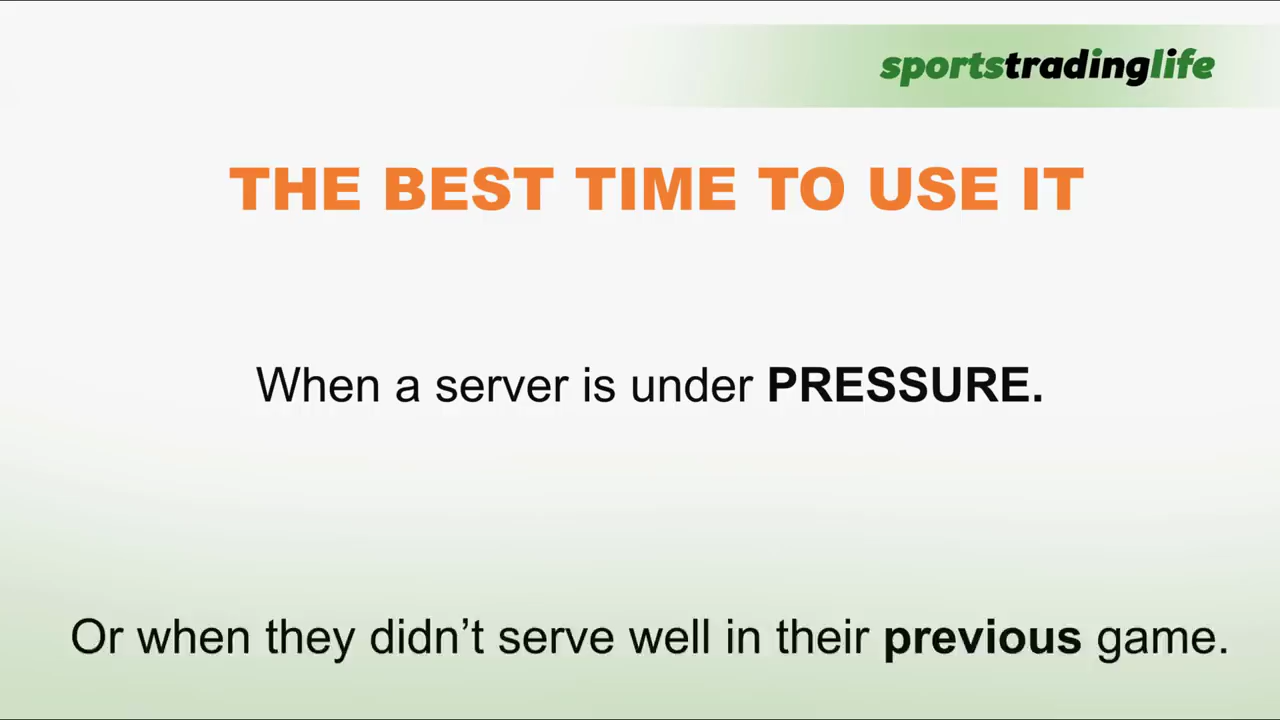 sportstradinglife
THE BEST TIME TO USE IT
When a server is under PRESSURE.
Or when they didn’t serve well in their previous game.